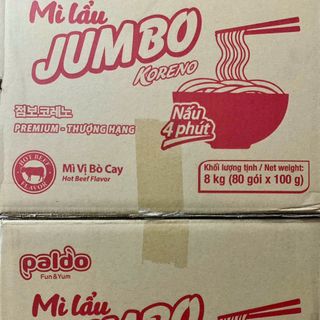 Mì lẩu
JUMBO
KORENO
점보코레노
PREMIUM - THƯỢNG HẠNG
Nấu
4 phút
HOT BEEF
FLAVOR
Mì Vị Bò Cay
Hot Beef Flavor
Khối lượng tịnh / Net weight:
8 kg (80 gói x 100 g)
paldo
Fun & Yum
Mì lẩu
JUMBO